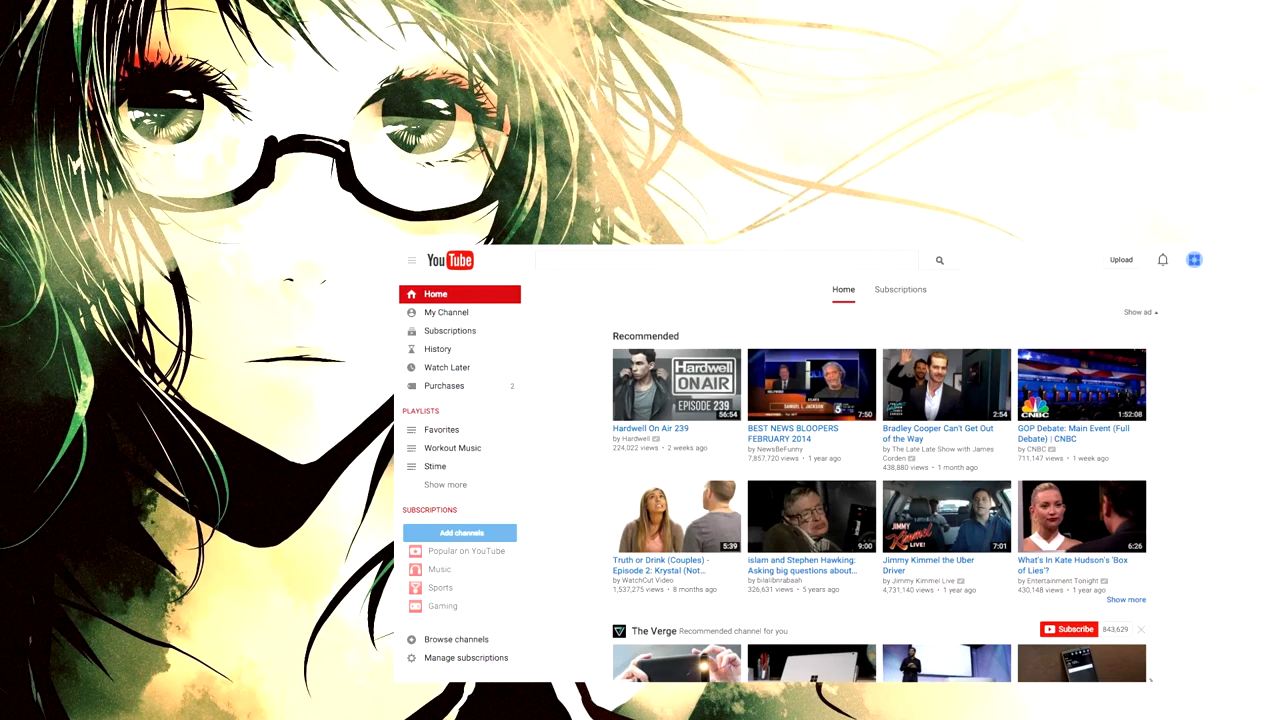 YouTube
Upload
Home
Subscriptions
Show ad
Home
My Channel
Subscriptions
History
Watch Later
Purchases 2
PLAYLISTS
Favorites
Workout Music
Stime
Show more
SUBSCRIPTIONS
Add channels
Popular on YouTube
Music
Sports
Gaming
Browse channels
Manage subscriptions
Recommended
Hardwell
ON AIR
EPISODE 239
56:54
Hardwell On Air 239
by Hardwell
224,022 views • 2 weeks ago
SAMUEL L. JACKSON
5
7:50
BEST NEWS BLOOPERS
FEBRUARY 2014
by NewsBeFunny
7,857,720 views • 1 year ago
2:54
Bradley Cooper Can't Get Out
of the Way
by The Late Late Show with James
Corden
438,880 views • 1 month ago
CNBC
1:52:08
GOP Debate: Main Event (Full
Debate) | CNBC
by CNBC
711,147 views • 1 week ago
5:39
Truth or Drink (Couples) -
Episode 2: Krystal (Not...
by WatchCut Video
1,537,275 views • 8 months ago
9:00
islam and Stephen Hawking:
Asking big questions about...
by bilalibnrabaah
326,631 views • 5 years ago
JIMMY
KIMMEL
LIVE!
7:01
Jimmy Kimmel the Uber
Driver
by Jimmy Kimmel Live
4,731,140 views • 1 year ago
6:26
What's In Kate Hudson's 'Box
of Lies'?
by Entertainment Tonight
430,148 views • 1 year ago
Show more
The Verge Recommended channel for you
Subscribe 843,629